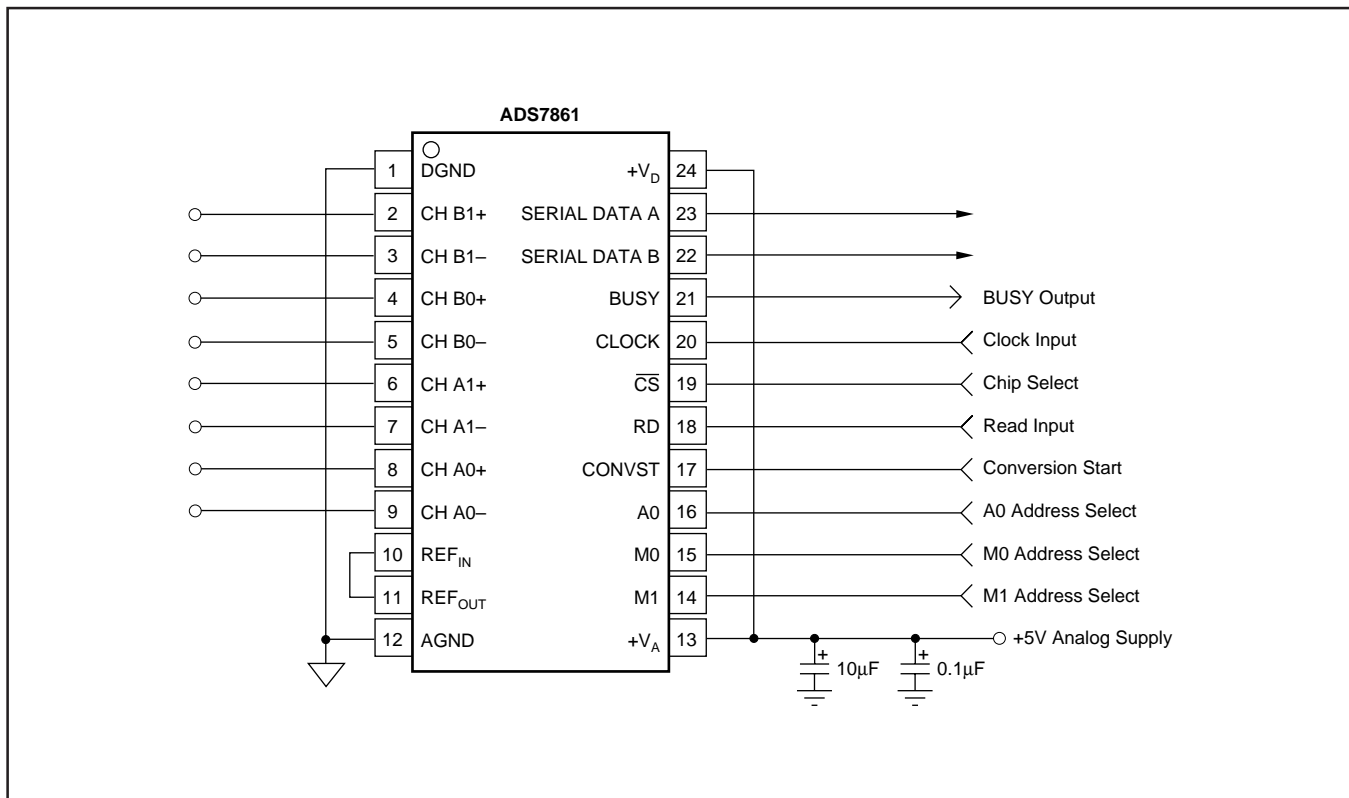 ADS7861
1 DGND +VD 24
2 CH B1+ SERIAL DATA A 23
3 CH B1– SERIAL DATA B 22
4 CH B0+ BUSY 21 BUSY Output
5 CH B0– CLOCK 20 Clock Input
6 CH A1+ CS 19 Chip Select
7 CH A1– RD 18 Read Input
8 CH A0+ CONVST 17 Conversion Start
9 CH A0– A0 16 A0 Address Select
10 REFIN M0 15 M0 Address Select
11 REFOUT M1 14 M1 Address Select
12 AGND +VA 13 +5V Analog Supply
+ 10μF + 0.1μF